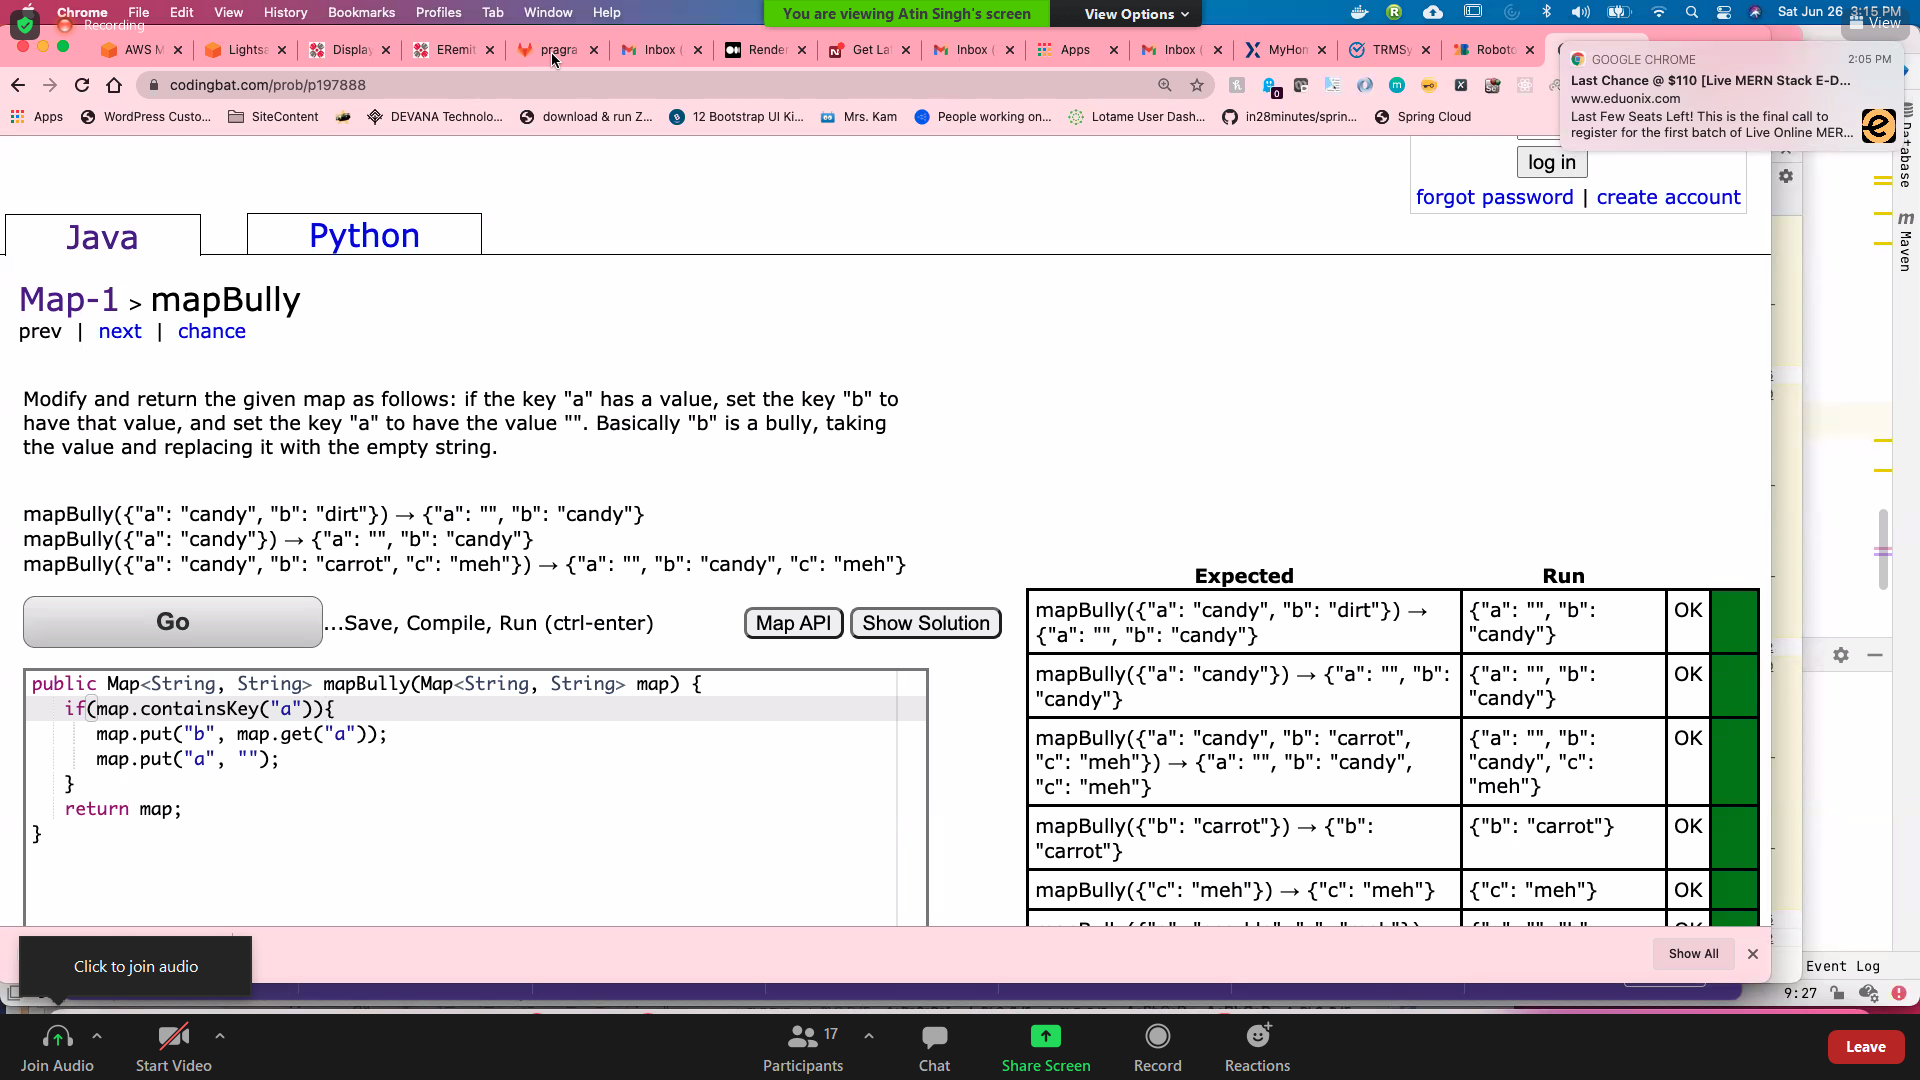 Chrome File Edit View History Bookmarks Profiles Tab Window Help
You are viewing Atin Singh's screen
View Options
Sat Jun 26 3:15 PM
Recording
View
AWS M
Lightsa
Display
ERemit
pragra
Inbox (
Render
Get La
Inbox (
Apps
Inbox (
MyHon
TRMSy
Robot
codingbat.com/prob/p197888
GOOGLE CHROME 2:05 PM
Last Chance @ $110 [Live MERN Stack E-D...
www.eduonix.com
Last Few Seats Left! This is the final call to
register for the first batch of Live Online MER...
Apps
WordPress Custo...
SiteContent
DEVANA Technolo...
download & run Z...
12 Bootstrap UI Ki...
Mrs. Kam
People working on...
Lotame User Dash...
in28minutes/sprin...
Spring Cloud
Database
Maven
log in
forgot password | create account
Java
Python
Map-1 > mapBully
prev | next | chance
Modify and return the given map as follows: if the key "a" has a value, set the key "b" to
have that value, and set the key "a" to have the value "". Basically "b" is a bully, taking
the value and replacing it with the empty string.
mapBully({"a": "candy", "b": "dirt"}) → {"a": "", "b": "candy"}
mapBully({"a": "candy"}) → {"a": "", "b": "candy"}
mapBully({"a": "candy", "b": "carrot", "c": "meh"}) → {"a": "", "b": "candy", "c": "meh"}
Go
...Save, Compile, Run (ctrl-enter)
Map API
Show Solution
public Map<String, String> mapBully(Map<String, String> map) {
if(map.containsKey("a")){
map.put("b", map.get("a"));
map.put("a", "");
}
return map;
}
Expected Run
mapBully({"a": "candy", "b": "dirt"}) →
{"a": "", "b": "candy"}
{"a": "", "b":
"candy"}
OK
mapBully({"a": "candy"}) → {"a": "", "b":
"candy"}
{"a": "", "b":
"candy"}
OK
mapBully({"a": "candy", "b": "carrot",
"c": "meh"}) → {"a": "", "b": "candy",
"c": "meh"}
{"a": "", "b":
"candy", "c":
"meh"}
OK
mapBully({"b": "carrot"}) → {"b":
"carrot"}
{"b": "carrot"}
OK
mapBully({"c": "meh"}) → {"c": "meh"}
{"c": "meh"}
OK
Show All
Click to join audio
Event Log
9:27
Join Audio
Start Video
Participants
17
Chat
Share Screen
Record
Reactions
Leave